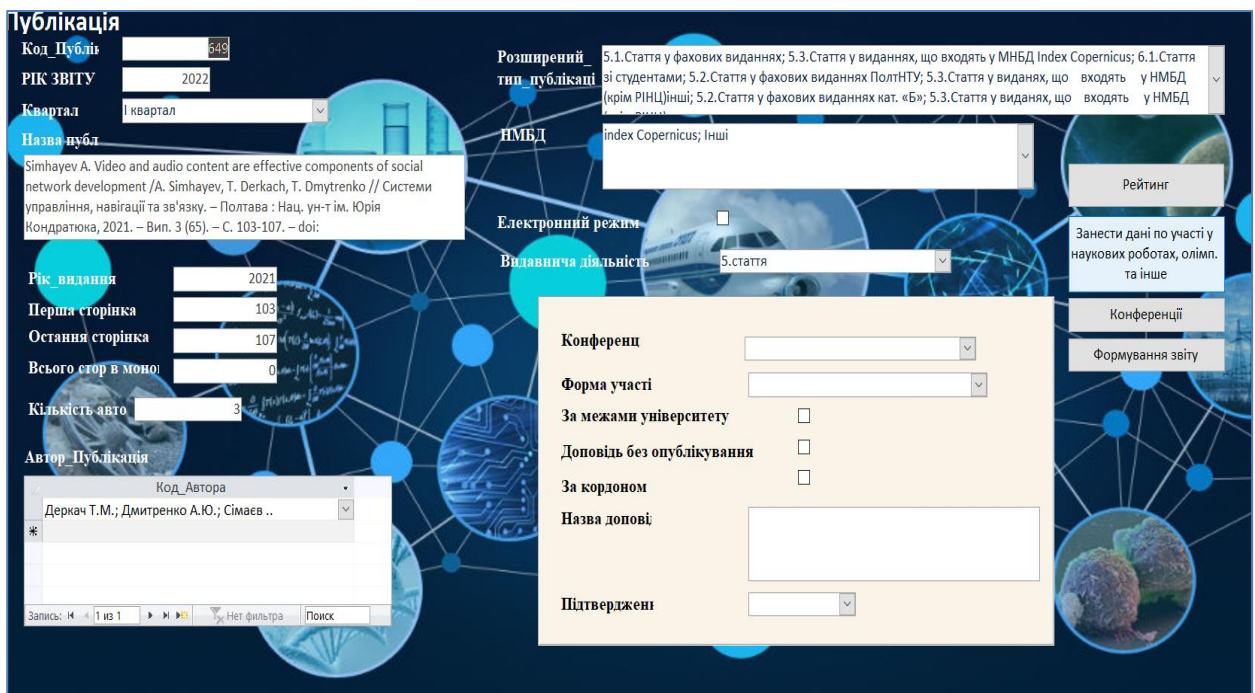 Публікація
Код_Публік
649
РІК ЗВІТУ
2022
Квартал
І квартал
Назва публ
Simhayev A. Video and audio content are effective components of social
network development /A. Simhayev, T. Derkach, T. Dmytrenko // Системи
управління, навігації та зв'язку. – Полтава : Нац. ун-т ім. Юрія
Кондратюка, 2021. – Вип. 3 (65). – С. 103-107. – doi:
Рік_видання
2021
Перша сторінка
103
Остання сторінка
107
Всього стор в моно
0
Кількість авто
3
Автор_Публікація
Код_Автора
Деркач Т.М.; Дмитренко А.Ю.; Сімаєв ..
Запись:
1 из 1
Нет фильтра
Поиск
Розширений_
тип_публікаці
5.1.Стаття у фахових виданнях; 5.3.Стаття у виданнях, що входять у МНБД Index Copernicus; 6.1.Стаття
зі студентами; 5.2.Стаття у фахових виданнях ПолтНТУ; 5.3.Стаття у виданях, що входять у НМБД
(крім РІНЦ)інші; 5.2.Стаття у фахових виданнях кат. «Б»; 5.3.Стаття у виданях, що входять у НМБД
НМБД
index Copernicus; Інші
Електронний режим
Видавнича діяльність
5.стаття
Конференц
Форма участі
За межами університету
Доповідь без опублікування
За кордоном
Назва доповід
Підтверджен
Рейтинг
Занести дані по участі у
наукових роботах, олімп.
та інше
Конференції
Формування звіту